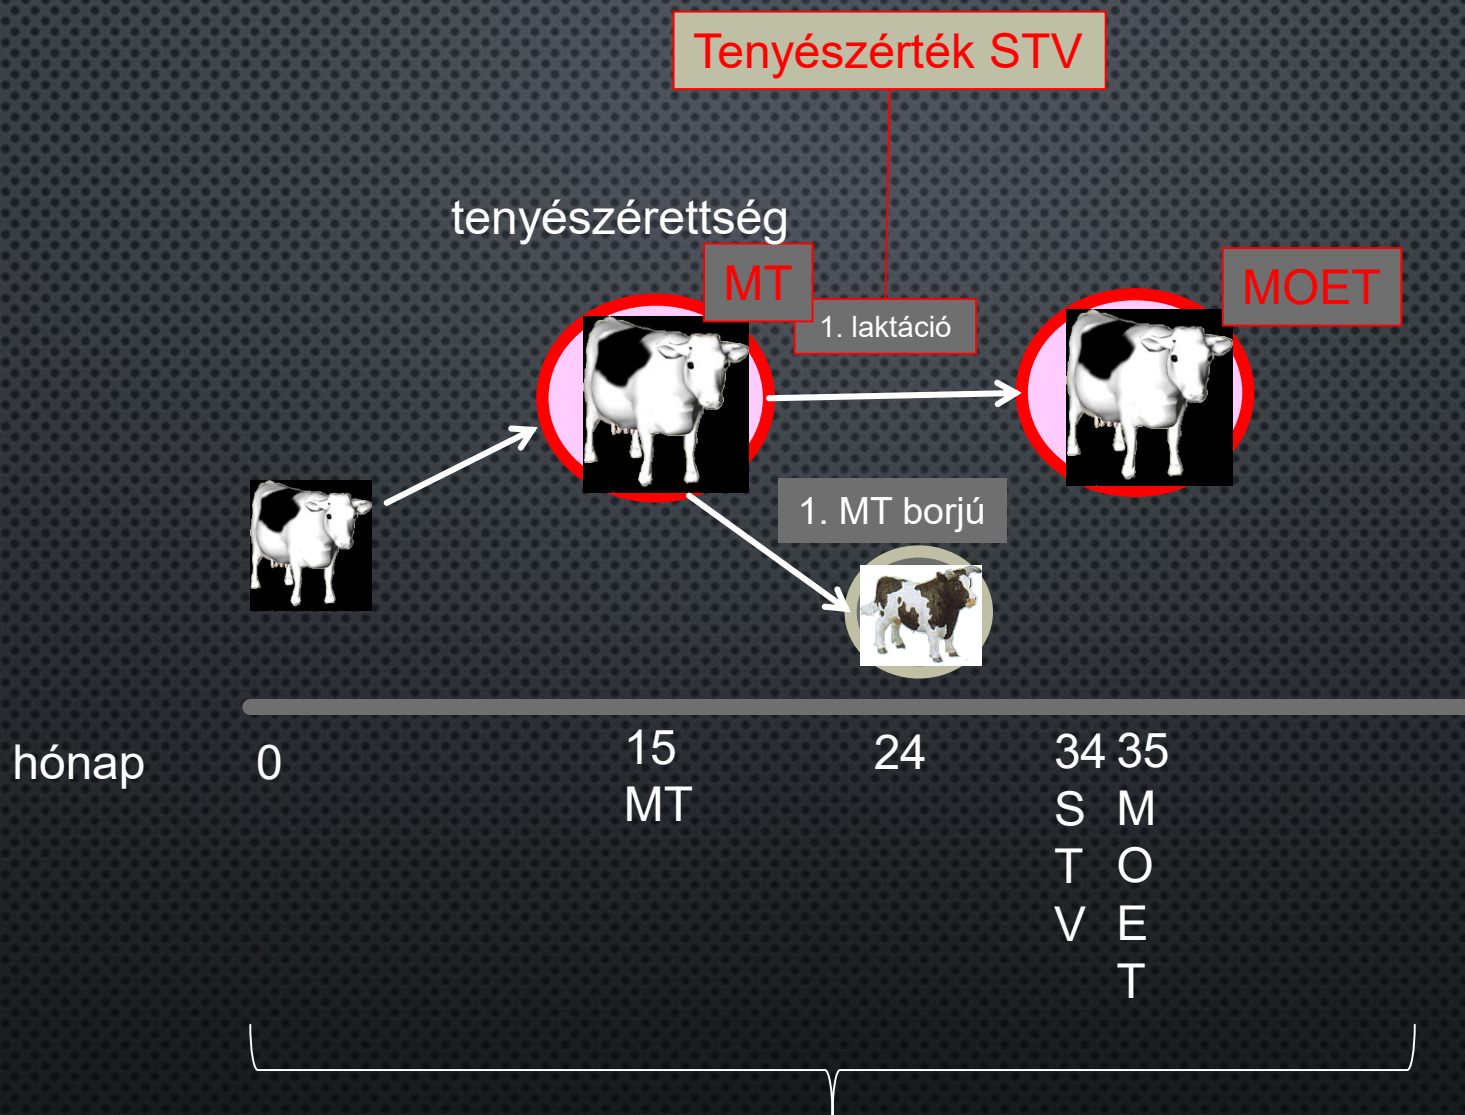 Tenyészérték STV
tenyészérettség
MT
MOET
1. laktáció
1. MT borjú
hónap
0
15
MT
24
34
S
T
V
35
M
O
E
T